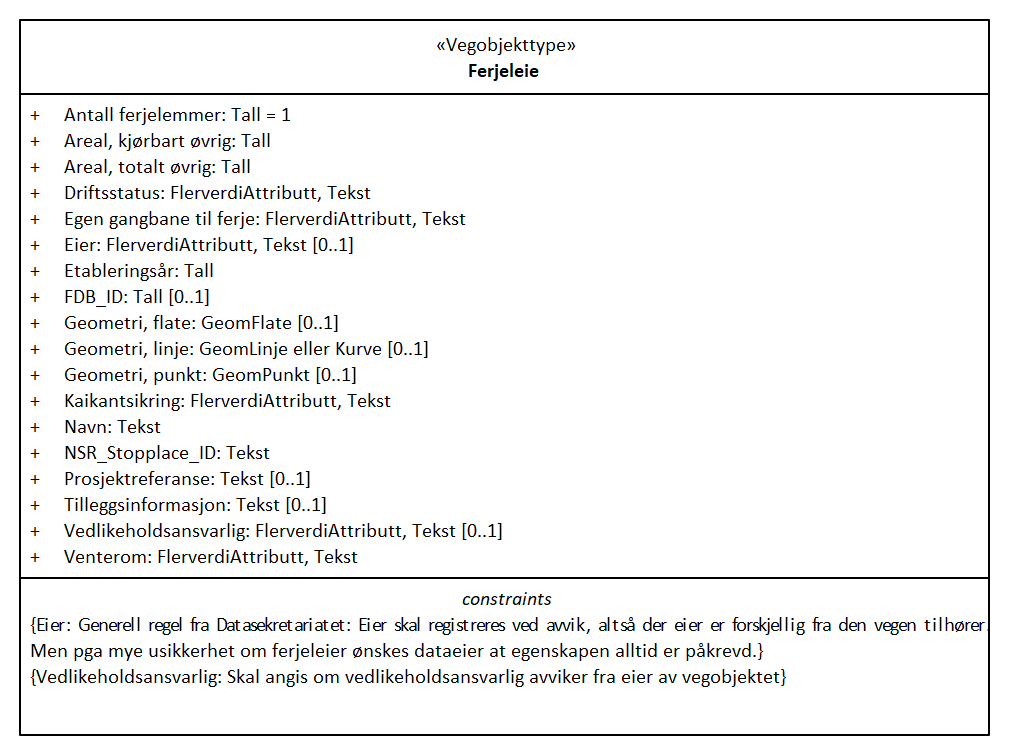 «Vegobjekttype»
Ferjeleie
+ Antall ferjelemmer: Tall = 1
+ Areal, kjørbart øvrig: Tall
+ Areal, totalt øvrig: Tall
+ Driftsstatus: FlerverdiAttributt, Tekst
+ Egen gangbane til ferje: FlerverdiAttributt, Tekst
+ Eier: FlerverdiAttributt, Tekst [0..1]
+ Etableringsår: Tall
+ FDB_ID: Tall [0..1]
+ Geometri, flate: GeomFlate [0..1]
+ Geometri, linje: GeomLinje eller Kurve [0..1]
+ Geometri, punkt: GeomPunkt [0..1]
+ Kaikantsikring: FlerverdiAttributt, Tekst
+ Navn: Tekst
+ NSR_Stopplace_ID: Tekst
+ Prosjektreferanse: Tekst [0..1]
+ Tilleggsinformasjon: Tekst [0..1]
+ Vedlikeholdsansvarlig: FlerverdiAttributt, Tekst [0..1]
+ Venterom: FlerverdiAttributt, Tekst
constraints
{Eier: Generell regel fra Datasekretariatet: Eier skal registreres ved avvik, altså der eier er forskjellig fra den vegen tilhører.
Men pga mye usikkerhet om ferjeleier ønskes dataeier at egenskapen alltid er påkrevd.}
{Vedlikeholdsansvarlig: Skal angis om vedlikeholdsansvarlig avviker fra eier av vegobjektet}